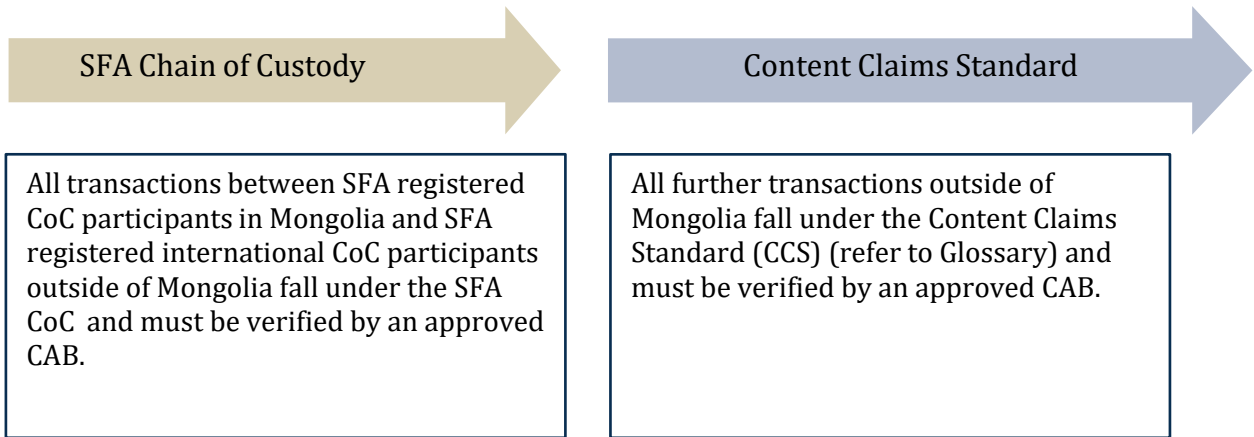 SFA Chain of Custody
Content Claims Standard
All transactions between SFA registered
CoC participants in Mongolia and SFA
registered international CoC participants
outside of Mongolia fall under the SFA
CoC  and must be verified by an approved
CAB.
All further transactions outside of
Mongolia fall under the Content Claims
Standard (CCS) (refer to Glossary) and
must be verified by an approved CAB.